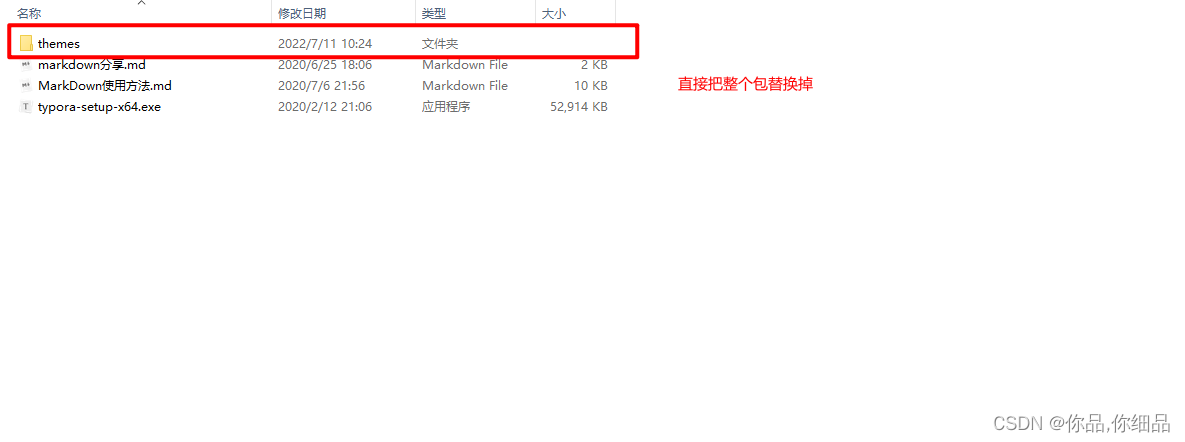 名称 修改日期 类型 大小
themes 2022/7/11 10:24 文件夹
markdown分享.md 2020/6/25 18:06 Markdown File 2 KB
MarkDown使用方法.md 2020/7/6 21:56 Markdown File 10 KB
直接把整个包替换掉
typora-setup-x64.exe 2020/2/12 21:06 应用程序 52,914 KB
CSDN @你品,你细品